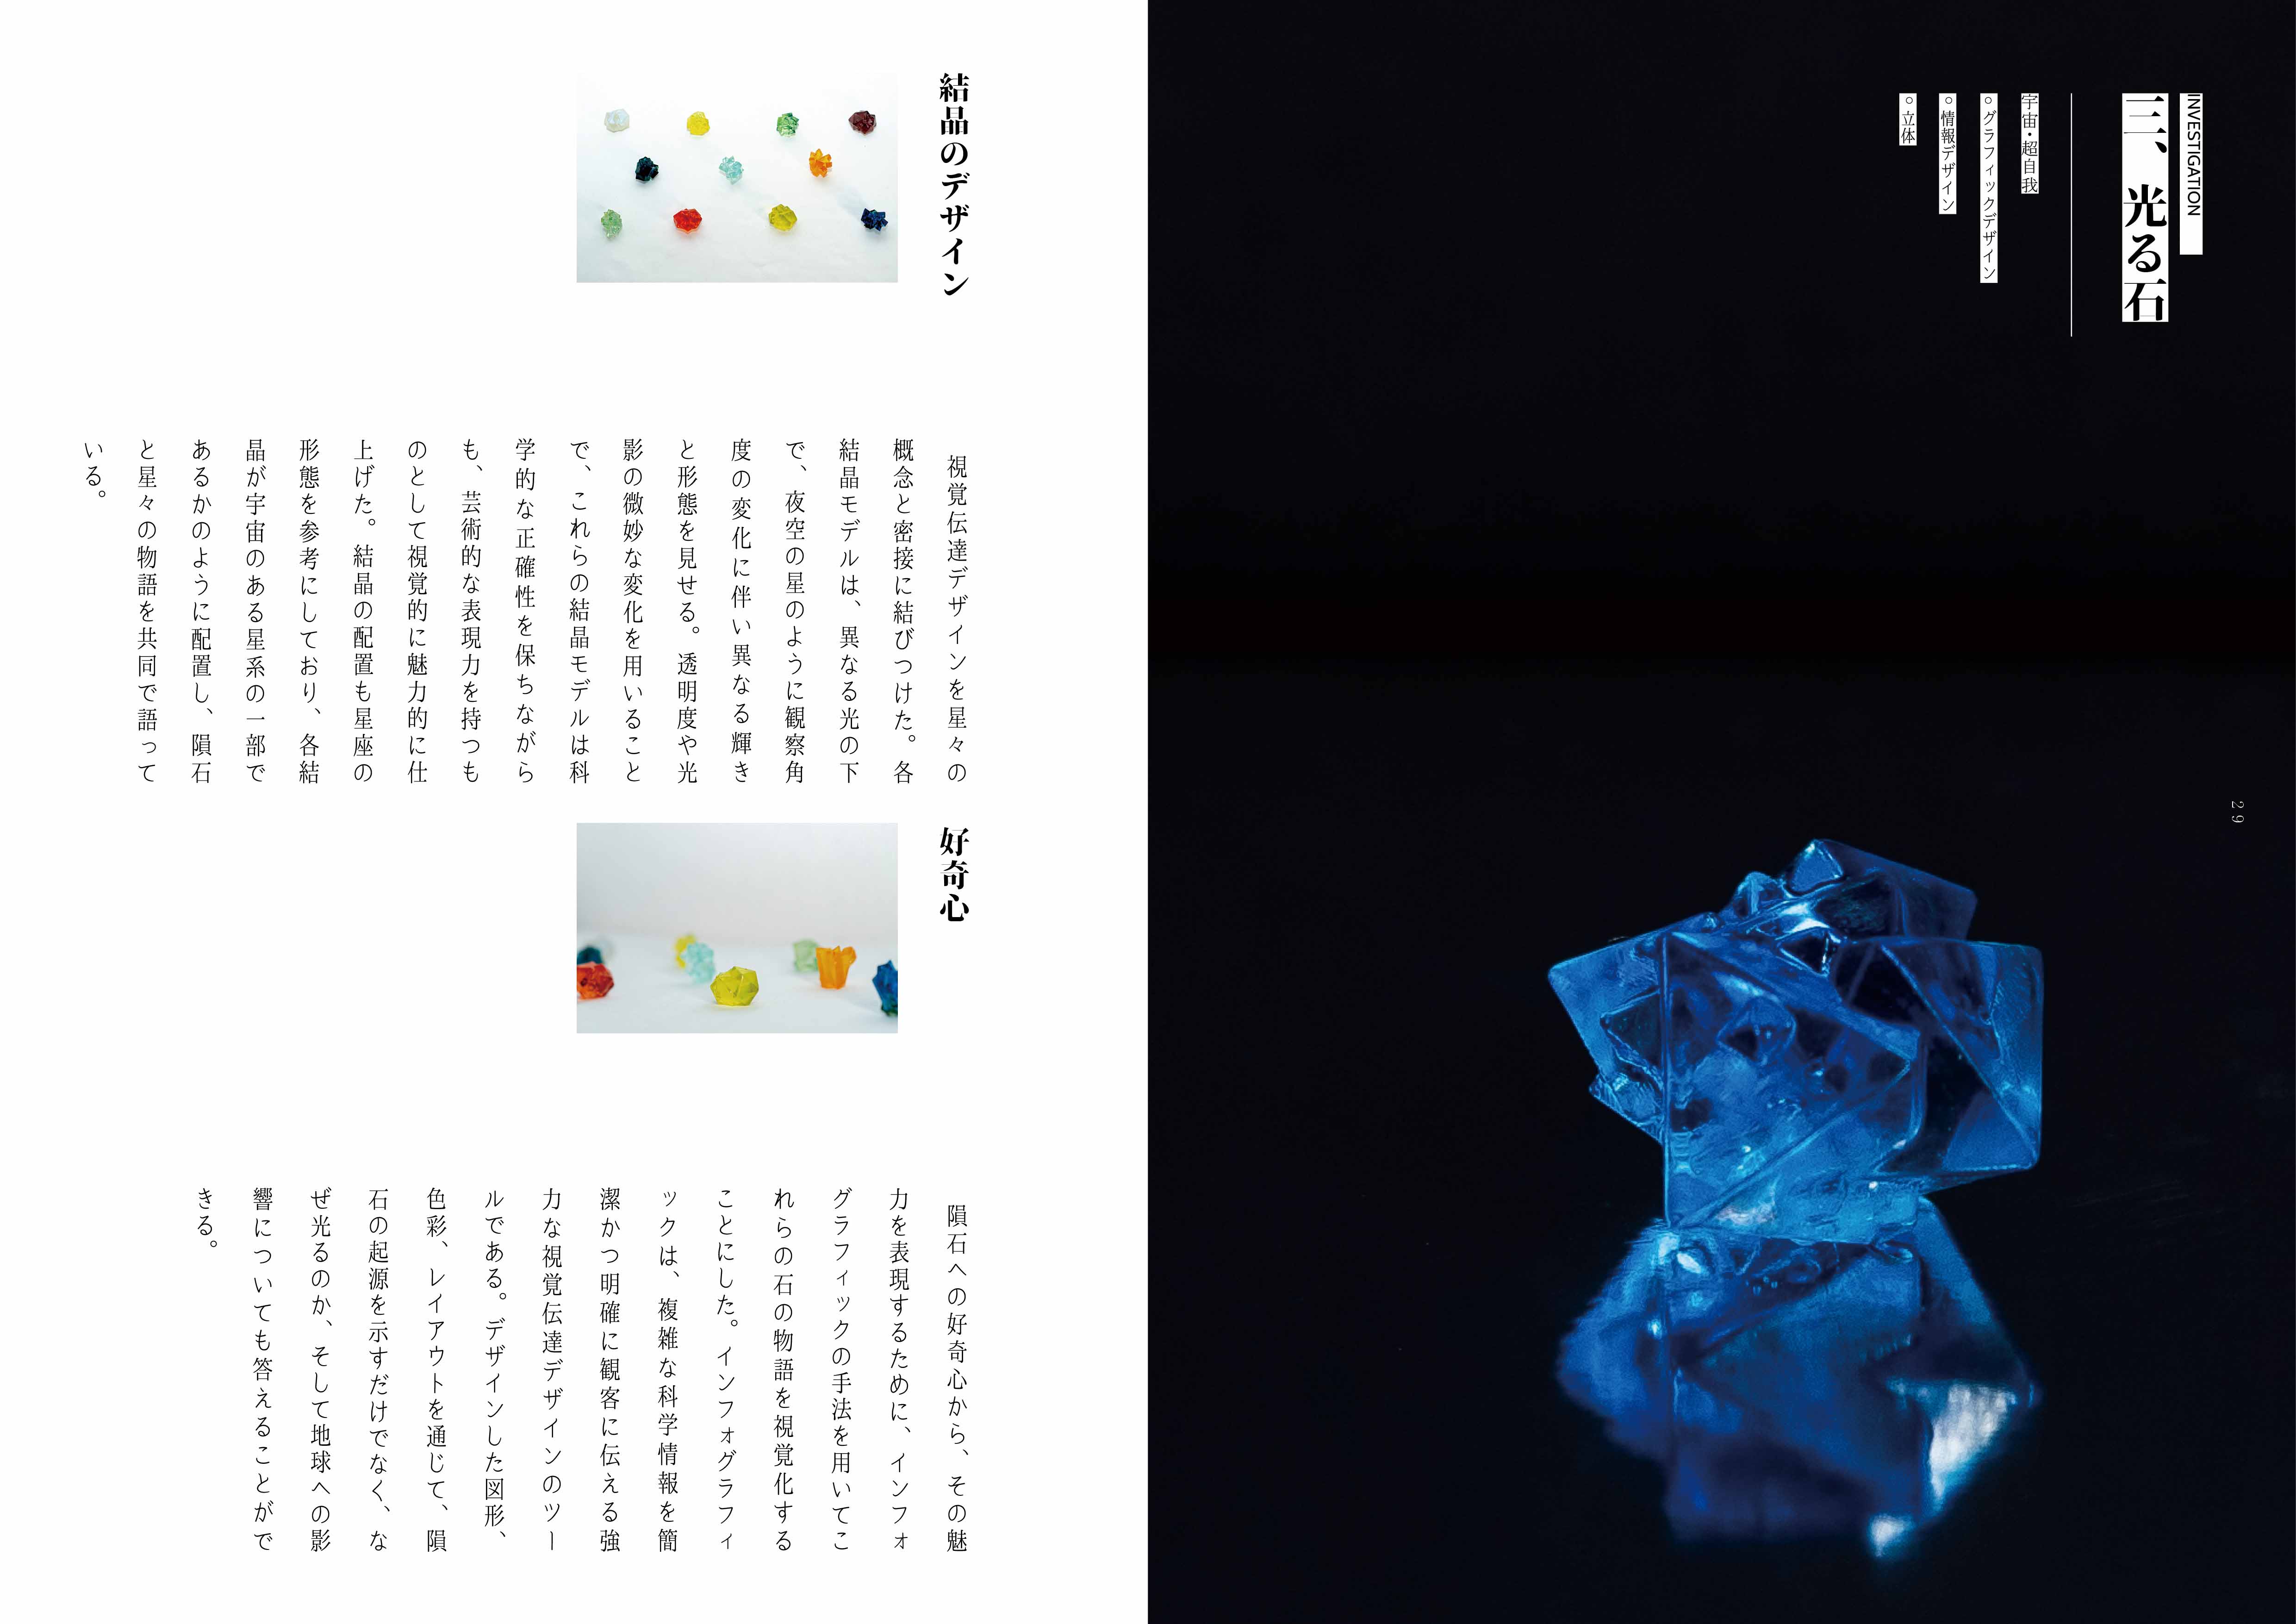 INVESTIGATION
三、光る石
宇宙・超自我
○グラフィックデザイン
○情報デザイン
○立体
29
結晶のデザイン
視覚伝達デザインを星々の
概念と密接に結びつけた。各
結晶モデルは、異なる光の下
で、夜空の星のように観察角
度の変化に伴い異なる輝き
と形態を見せる。透明度や光
影の微妙な変化を用いること
で、これらの結晶モデルは科
学的な正確性を保ちながら
も、芸術的な表現力を持つも
のとして視覚的に魅力的に仕
上げた。結晶の配置も星座の
形態を参考にしており、各結
晶が宇宙のある星系の一部で
あるかのように配置し、隕石
と星々の物語を共同で語って
いる。
好奇心
隕石への好奇心から、その魅
力を表現するために、インフォ
グラフィックの手法を用いてこ
れらの石の物語を視覚化する
ことにした。インフォグラフィ
ックは、複雑な科学情報を簡
潔かつ明確に観客に伝える強
力な視覚伝達デザインのツー
ルである。デザインした図形、
色彩、レイアウトを通じて、隕
石の起源を示すだけでなく、な
ぜ光るのか、そして地球への影
響についても答えることがで
きる。